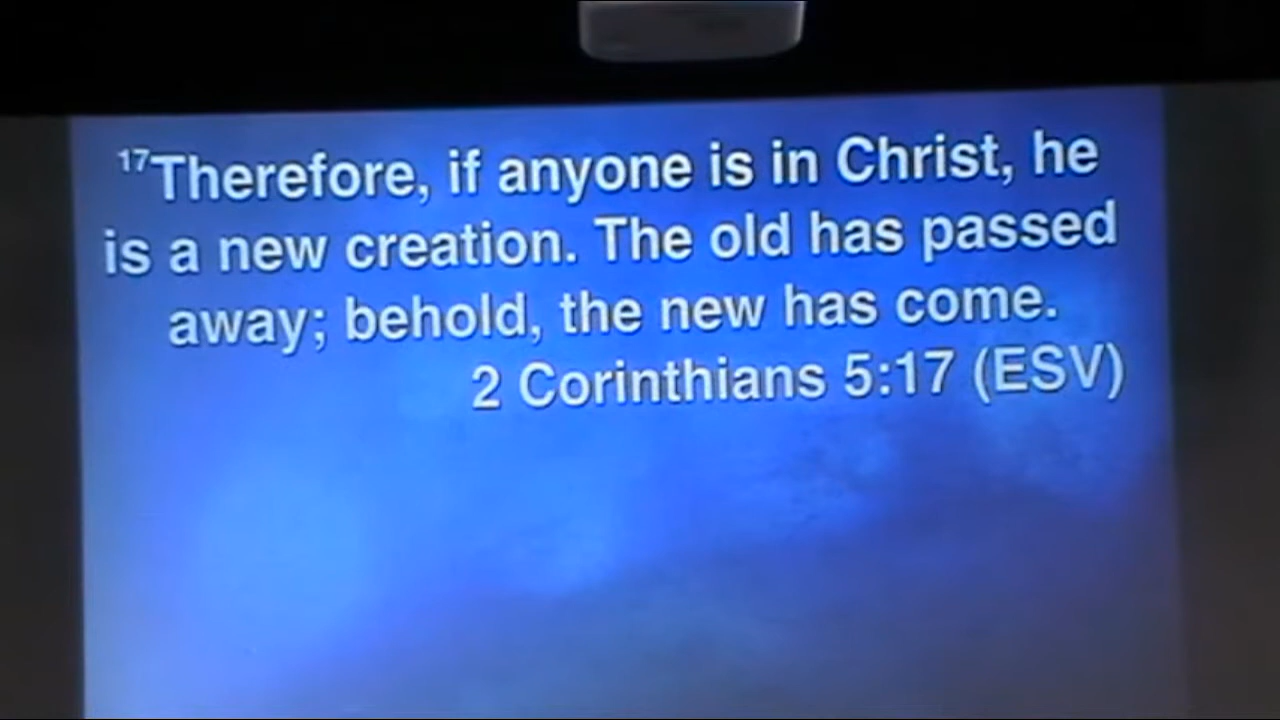 17Therefore, if anyone is in Christ, he
is a new creation. The old has passed
away; behold, the new has come.
2 Corinthians 5:17 (ESV)